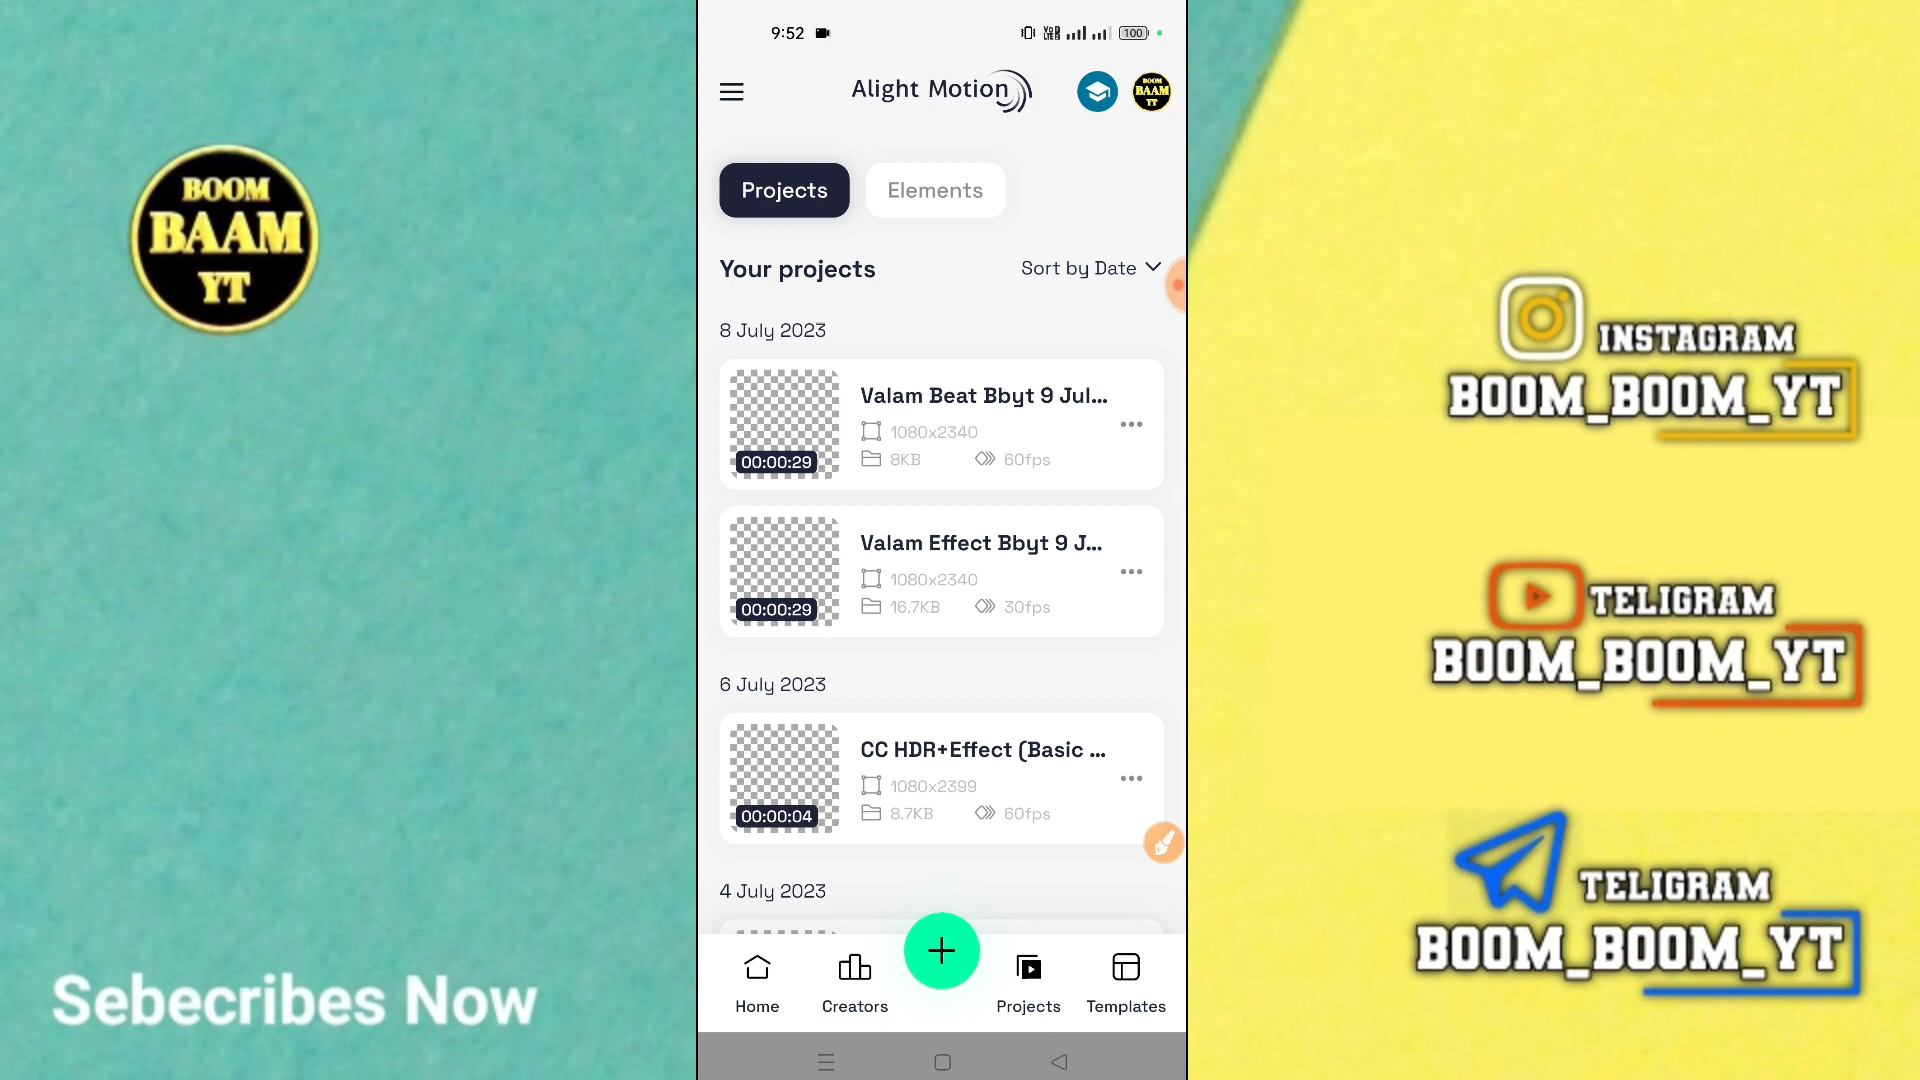 BOOM
BAAM
YT
Sebecribes Now
9:52
VoD
LTE
100
Alight Motion
BOOM
BAAM
YT
Projects
Elements
Your projects
Sort by Date
8 July 2023
Valam Beat Bbyt 9 Jul...
1080x2340
8KB
60fps
00:00:29
Valam Effect Bbyt 9 J...
1080x2340
16.7KB
30fps
00:00:29
6 July 2023
CC HDR+Effect (Basic ...
1080x2399
8.7KB
60fps
00:00:04
4 July 2023
Home
Creators
Projects
Templates
INSTAGRAM
BOOM_BOOM_YT
TELIGRAM
BOOM_BOOM_YT
TELIGRAM
BOOM_BOOM_YT